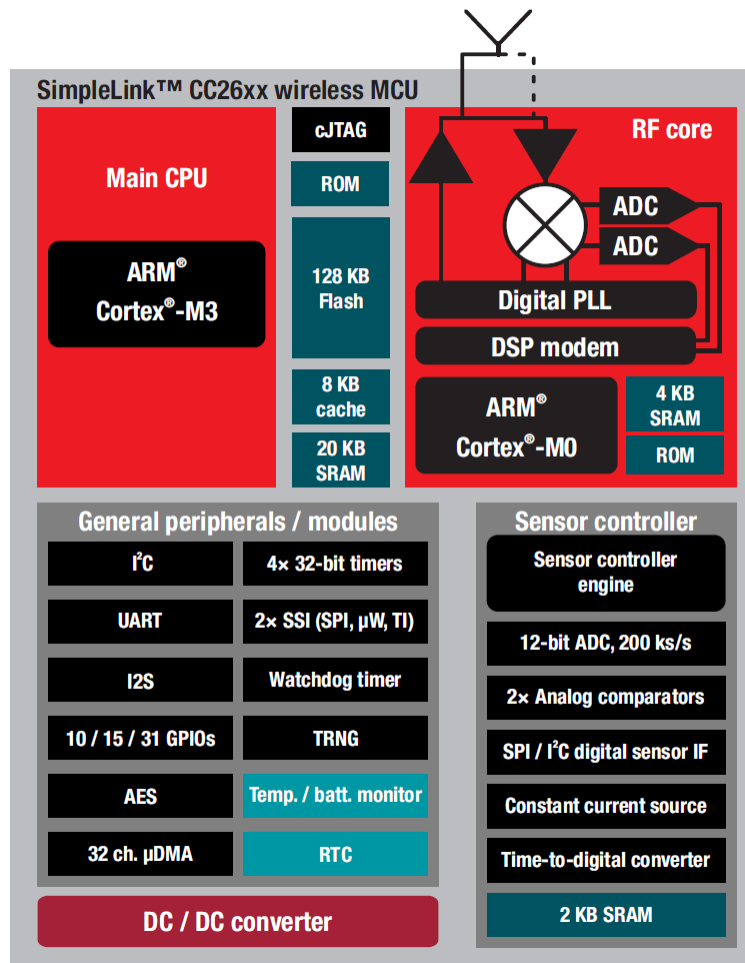 SimpleLink™ CC26xx wireless MCU
Main CPU
ARM®
Cortex®-M3
cJTAG
ROM
128 KB
Flash
8 KB
cache
20 KB
SRAM
RF core
ADC
ADC
Digital PLL
DSP modem
ARM®
Cortex®-M0
4 KB
SRAM
ROM
General peripherals / modules
I²C
4× 32-bit timers
UART
2× SSI (SPI, µW, TI)
I2S
Watchdog timer
10 / 15 / 31 GPIOs
TRNG
AES
Temp. / batt. monitor
32 ch. µDMA
RTC
DC / DC converter
Sensor controller
Sensor controller
engine
12-bit ADC, 200 ks/s
2× Analog comparators
SPI / I²C digital sensor IF
Constant current source
Time-to-digital converter
2 KB SRAM